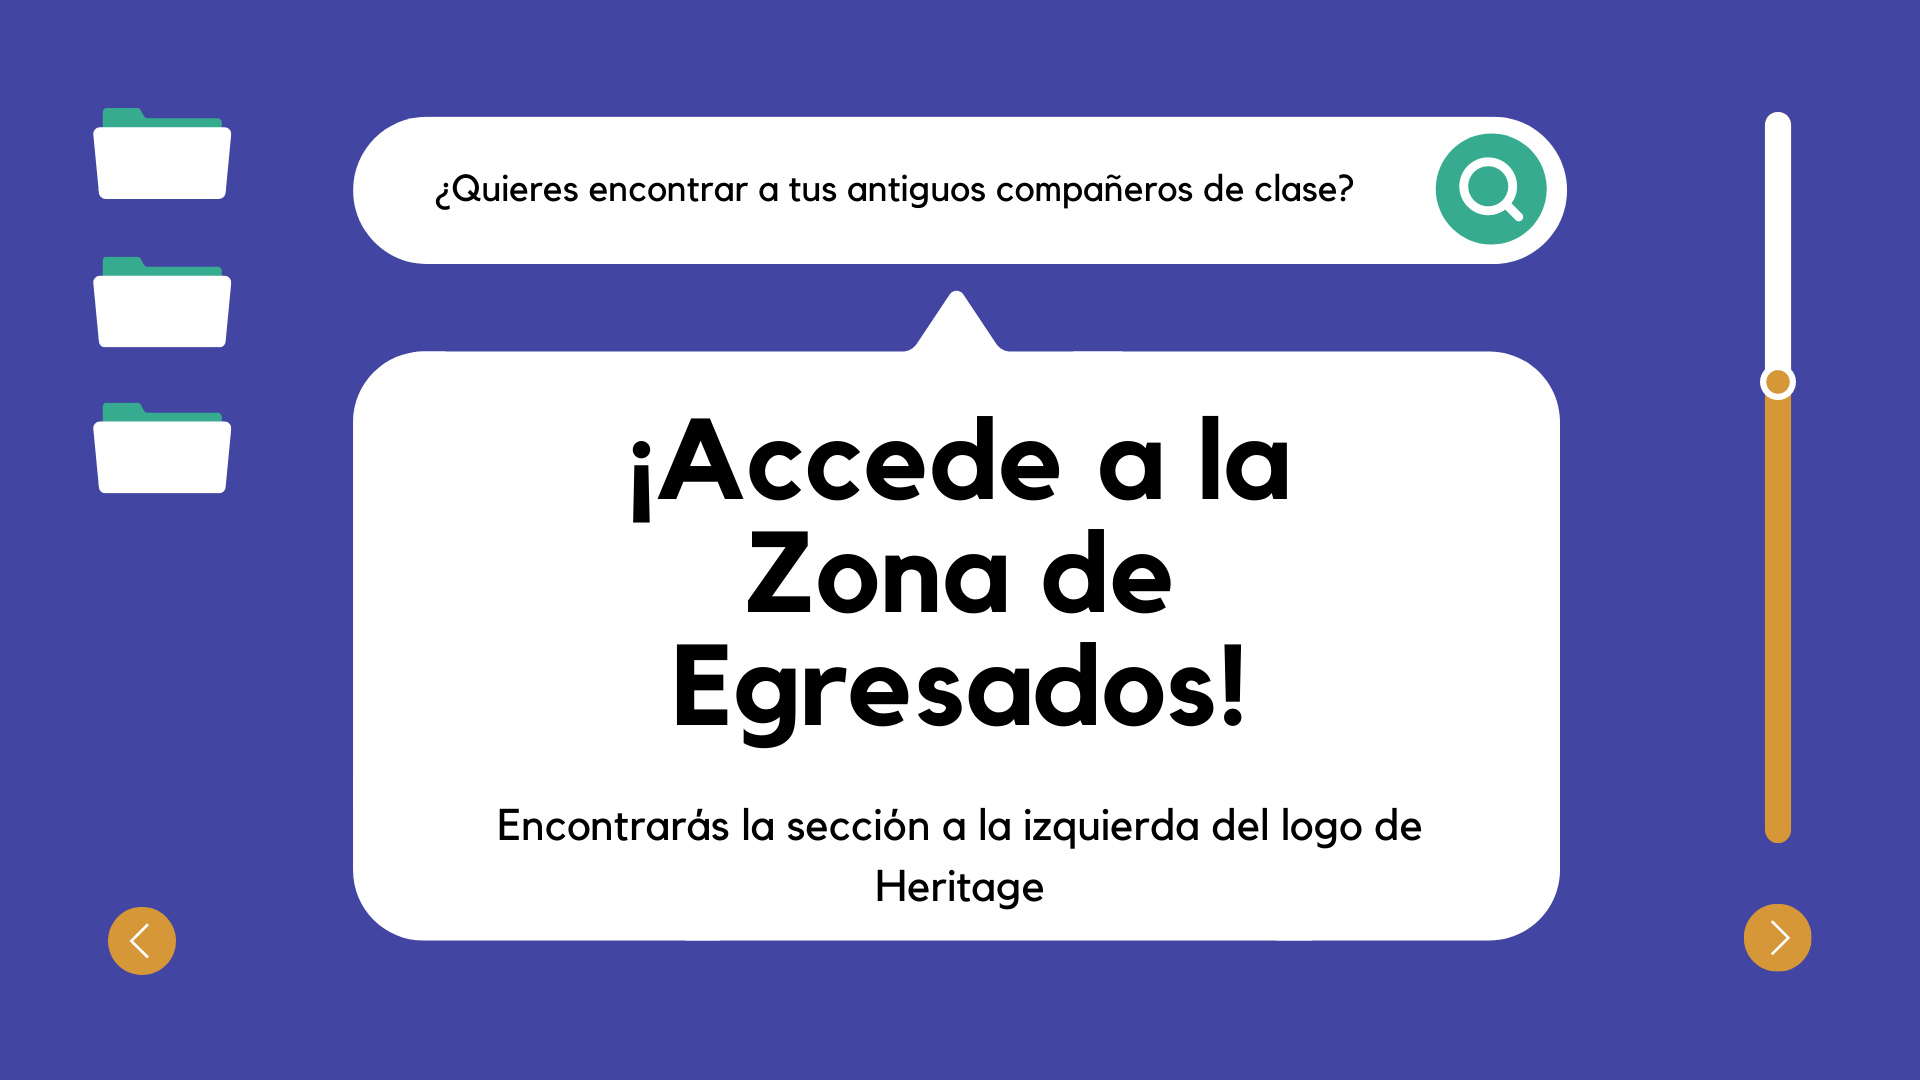 ¿Quieres encontrar a tus antiguos compañeros de clase?
¡Accede a la
Zona de
Egresados!
Encontrarás la sección a la izquierda del logo de
Heritage